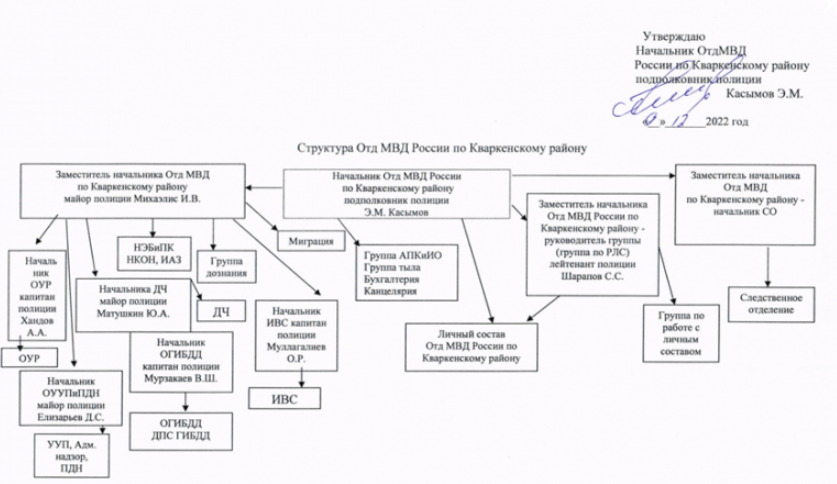 Утверждаю
Начальник ОтдМВД
России по Кваркенскому району
подполковник полиции
Касымов Э.М.
«9» 12 2022 год
Структура Отд МВД России по Кваркенскому району
Заместитель начальника Отд МВД
по Кваркенскому району
майор полиции Михаэлис И.В.
Начальник Отд МВД России
по Кваркенскому району
подполковник полиции
Э.М. Касымов
Заместитель начальника
Отд МВД
по Кваркенскому району -
начальник СО
Заместитель начальника
Отд МВД России по
Кваркенскому району -
руководитель группы
(группа по РЛС)
лейтенант полиции
Шарапов С.С.
Миграция
НЭБиПК
НКОН, ИАЗ
Группа
дознания
Группа АПКиИО
Группа тыла
Бухгалтерия
Канцелярия
Началь
ник
ОУР
капитан
полиции
Хандов
А.А.
Начальника ДЧ
майор полиции
Матушкин Ю.А.
ДЧ
Начальник
ИВС капитан
полиции
Муллагалиев
О.Р.
Следственное
отделение
Группа по
работе с
личным
составом
Личный состав
Отд МВД России по
Кваркенскому району
ОУР
Начальник
ОГИБДД
капитан полиции
Мурзакаев В.Ш.
Начальник
ОУУПиПДН
майор полиции
Елизарьев Д.С.
ИВС
ОГИБДД
ДПС ГИБДД
УУП, Адм.
надзор,
ПДН